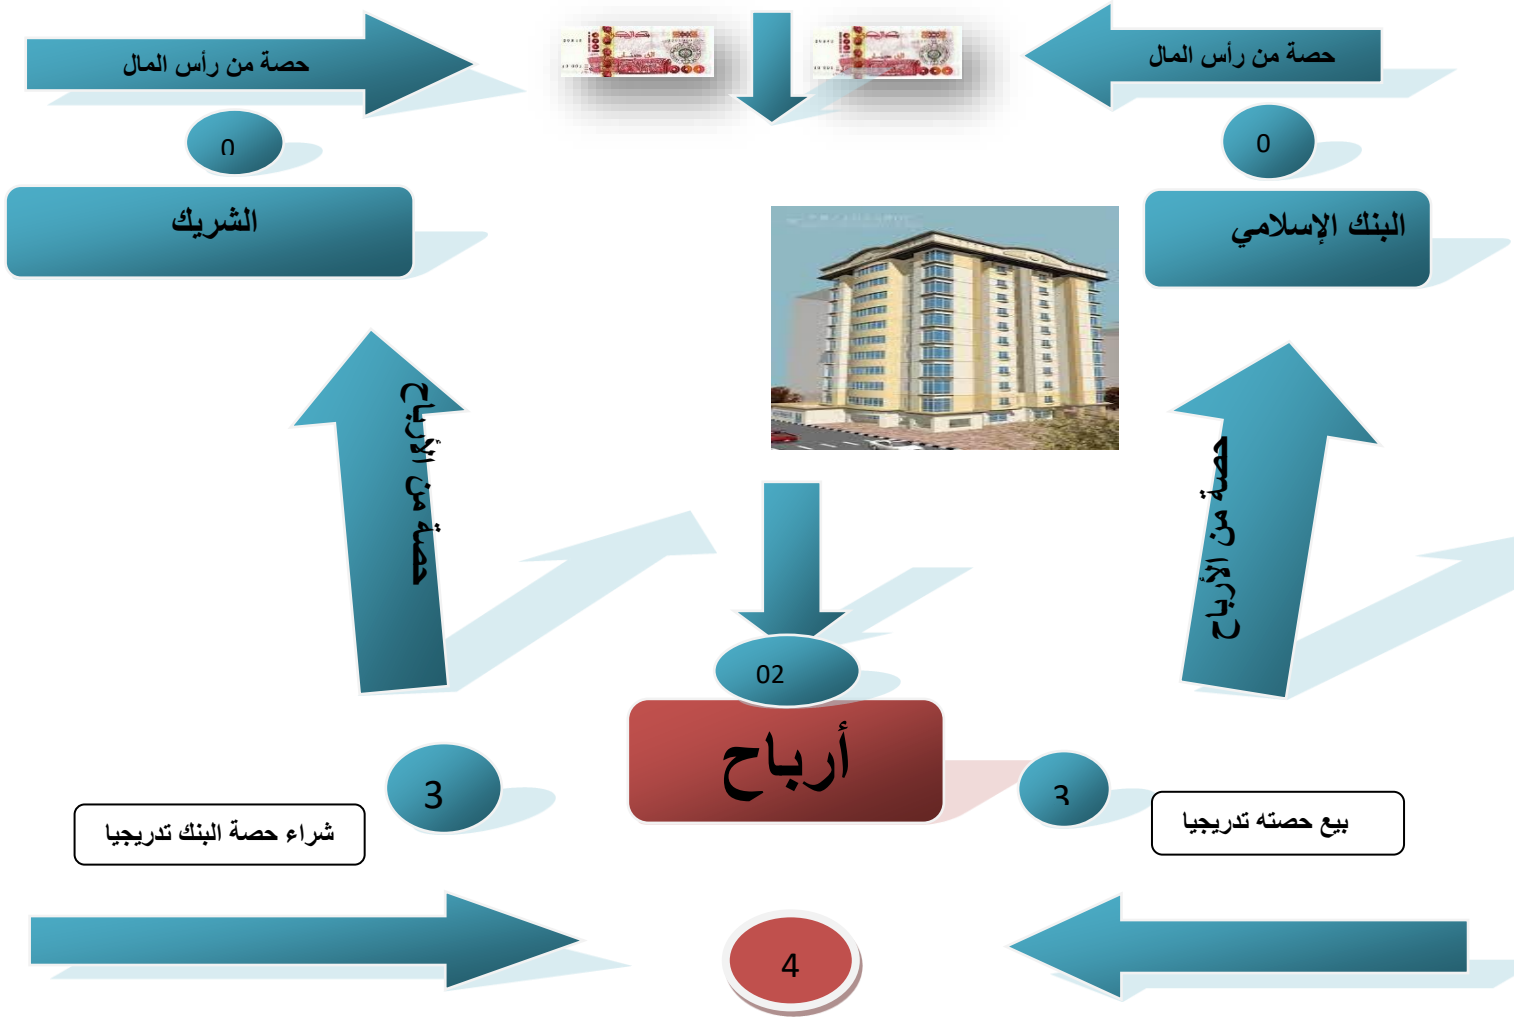 حصة من رأس المال
حصة من رأس المال
0
0
البنك الإسلامي
الشريك
حصة من الأرباح
حصة من الأرباح
02
أرباح
3
3
بيع حصته تدريجيا
شراء حصة البنك تدريجيا
4